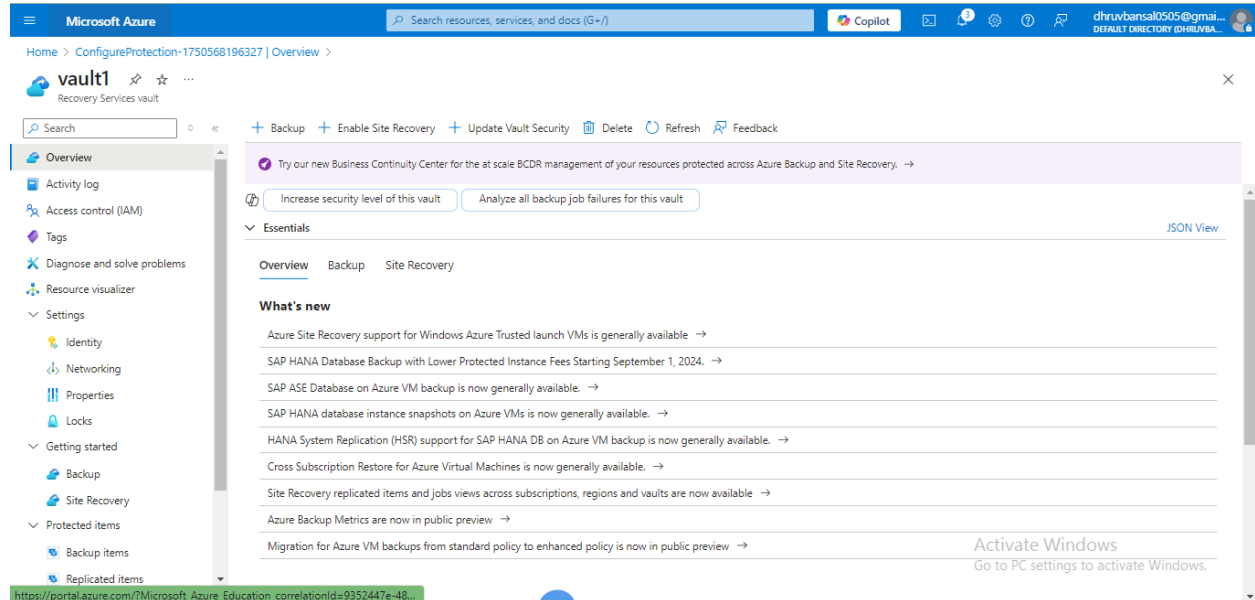 Microsoft Azure
Search resources, services, and docs (G+/)
Copilot
3
dhruvbansal0505@gmai...
DEFAULT DIRECTORY (DHRUVBA...
Home > ConfigureProtection-1750568196327 | Overview >
vault1
Recovery Services vault
Search
Backup
Enable Site Recovery
Update Vault Security
Delete
Refresh
Feedback
Overview
Activity log
Access control (IAM)
Tags
Diagnose and solve problems
Resource visualizer
Settings
Identity
Networking
Properties
Locks
Getting started
Backup
Site Recovery
Protected items
Backup items
Replicated items
Try our new Business Continuity Center for the at scale BCDR management of your resources protected across Azure Backup and Site Recovery. →
Increase security level of this vault
Analyze all backup job failures for this vault
Essentials
JSON View
Overview
Backup
Site Recovery
What's new
Azure Site Recovery support for Windows Azure Trusted launch VMs is generally available →
SAP HANA Database Backup with Lower Protected Instance Fees Starting September 1, 2024. →
SAP ASE Database on Azure VM backup is now generally available. →
SAP HANA database instance snapshots on Azure VMs is now generally available. →
HANA System Replication (HSR) support for SAP HANA DB on Azure VM backup is now generally available. →
Cross Subscription Restore for Azure Virtual Machines is now generally available. →
Site Recovery replicated items and jobs views across subscriptions, regions and vaults are now available →
Azure Backup Metrics are now in public preview →
Migration for Azure VM backups from standard policy to enhanced policy is now in public preview →
Activate Windows
Go to PC settings to activate Windows.
https://portal.azure.com/?Microsoft_Azure_Education_correlationId=9352447e-48...